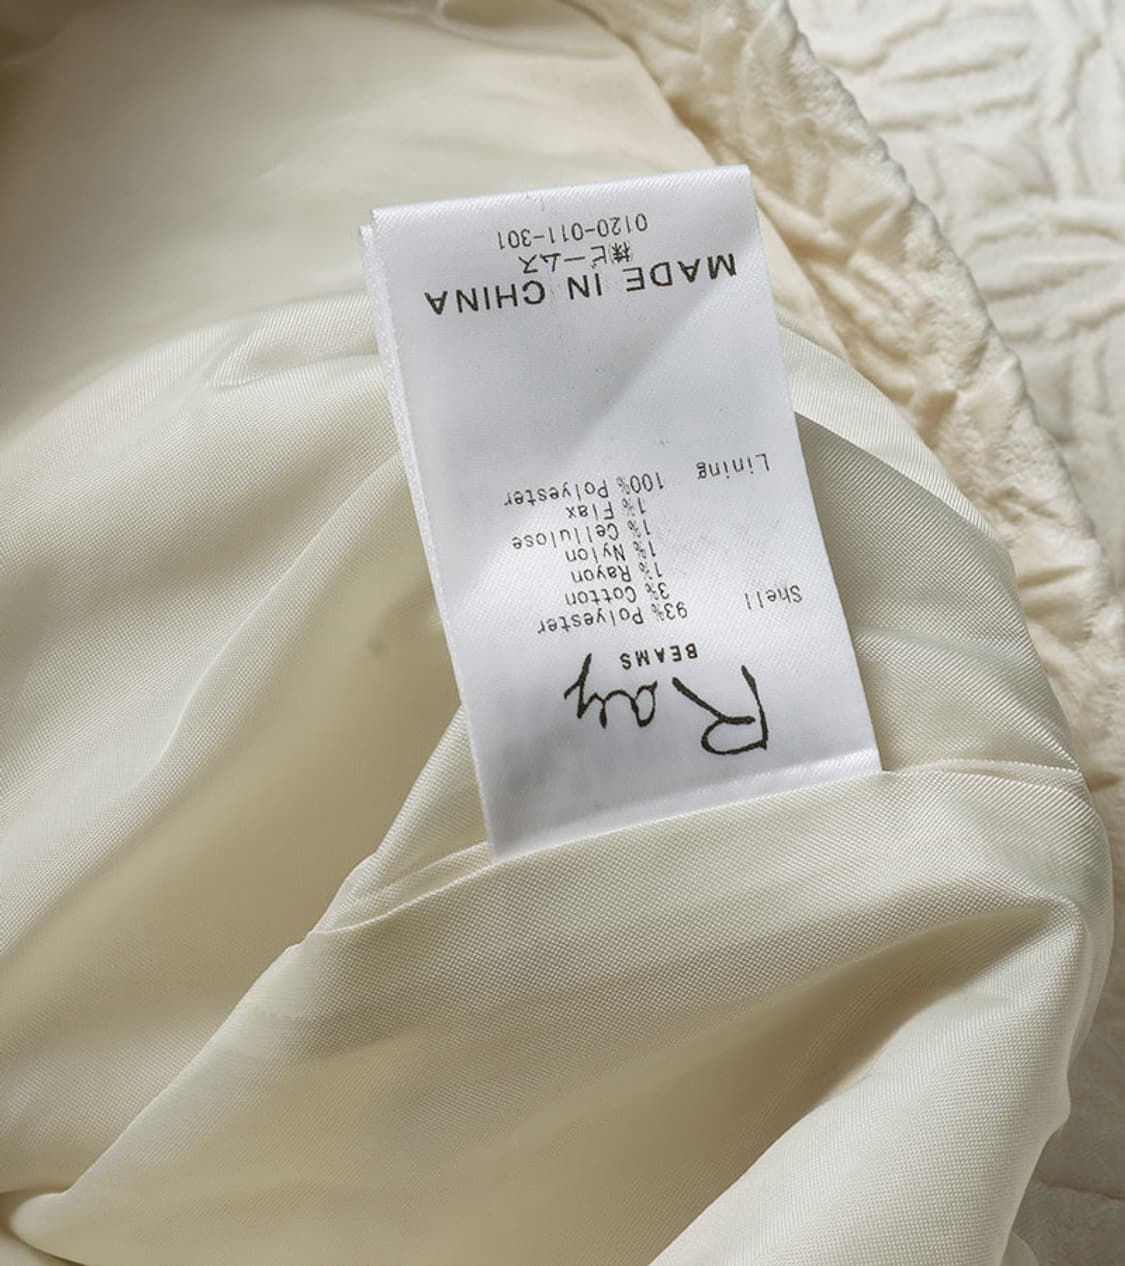 Ray
BEAMS
Shell 93% Polyester
3% Cotton
1% Rayon
1% Nylon
1% Cellulose
1% Flax
Lining 100% Polyester
MADE IN CHINA
㈱ビームス
0120-011-301